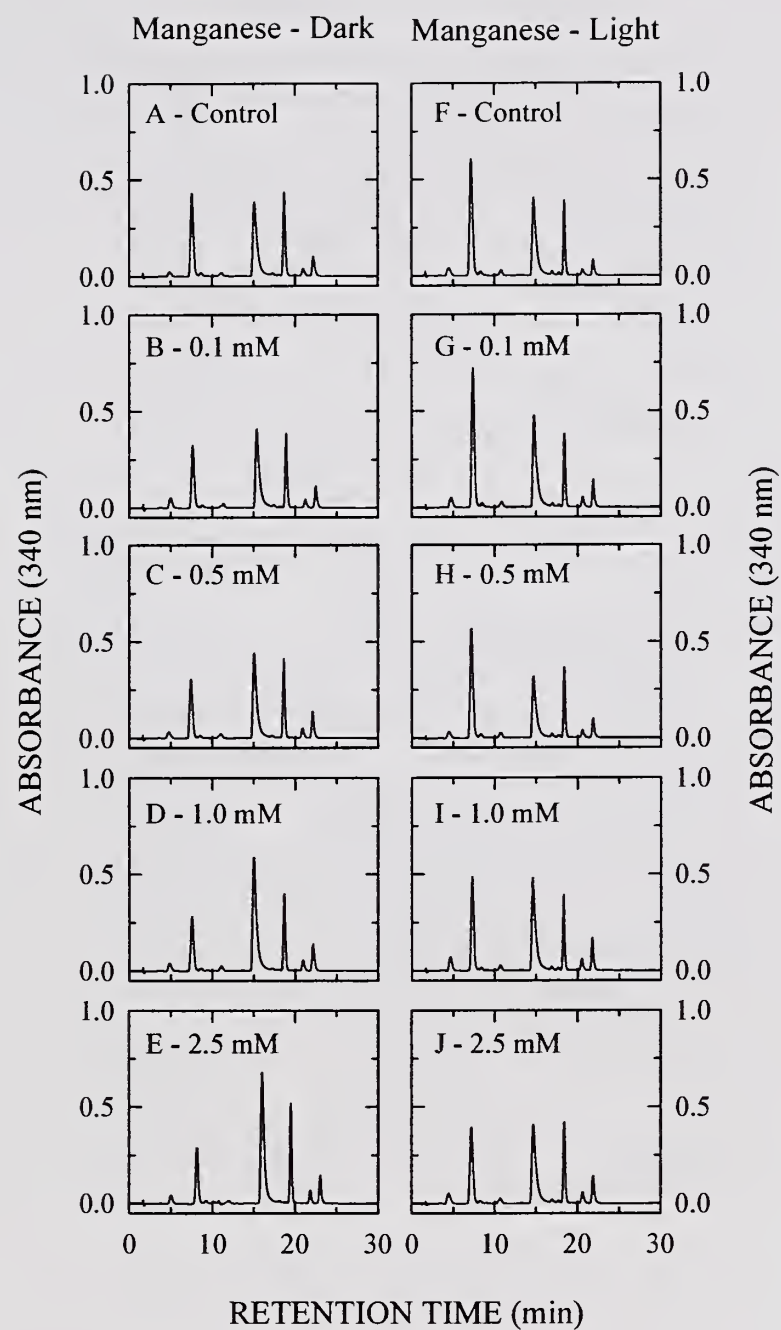 Manganese - Dark Manganese - Light
1.0 A - Control F - Control 1.0
0.5 0.5
0.0 0.0
1.0 B - 0.1 mM G - 0.1 mM 1.0
0.5 0.5
0.0 0.0
1.0 C - 0.5 mM H - 0.5 mM 1.0
0.5 0.5
0.0 0.0
1.0 D - 1.0 mM I - 1.0 mM 1.0
0.5 0.5
0.0 0.0
1.0 E - 2.5 mM J - 2.5 mM 1.0
0.5 0.5
0.0 0.0
0 10 20 30 0 10 20 30
ABSORBANCE (340 nm)
ABSORBANCE (340 nm)
RETENTION TIME (min)